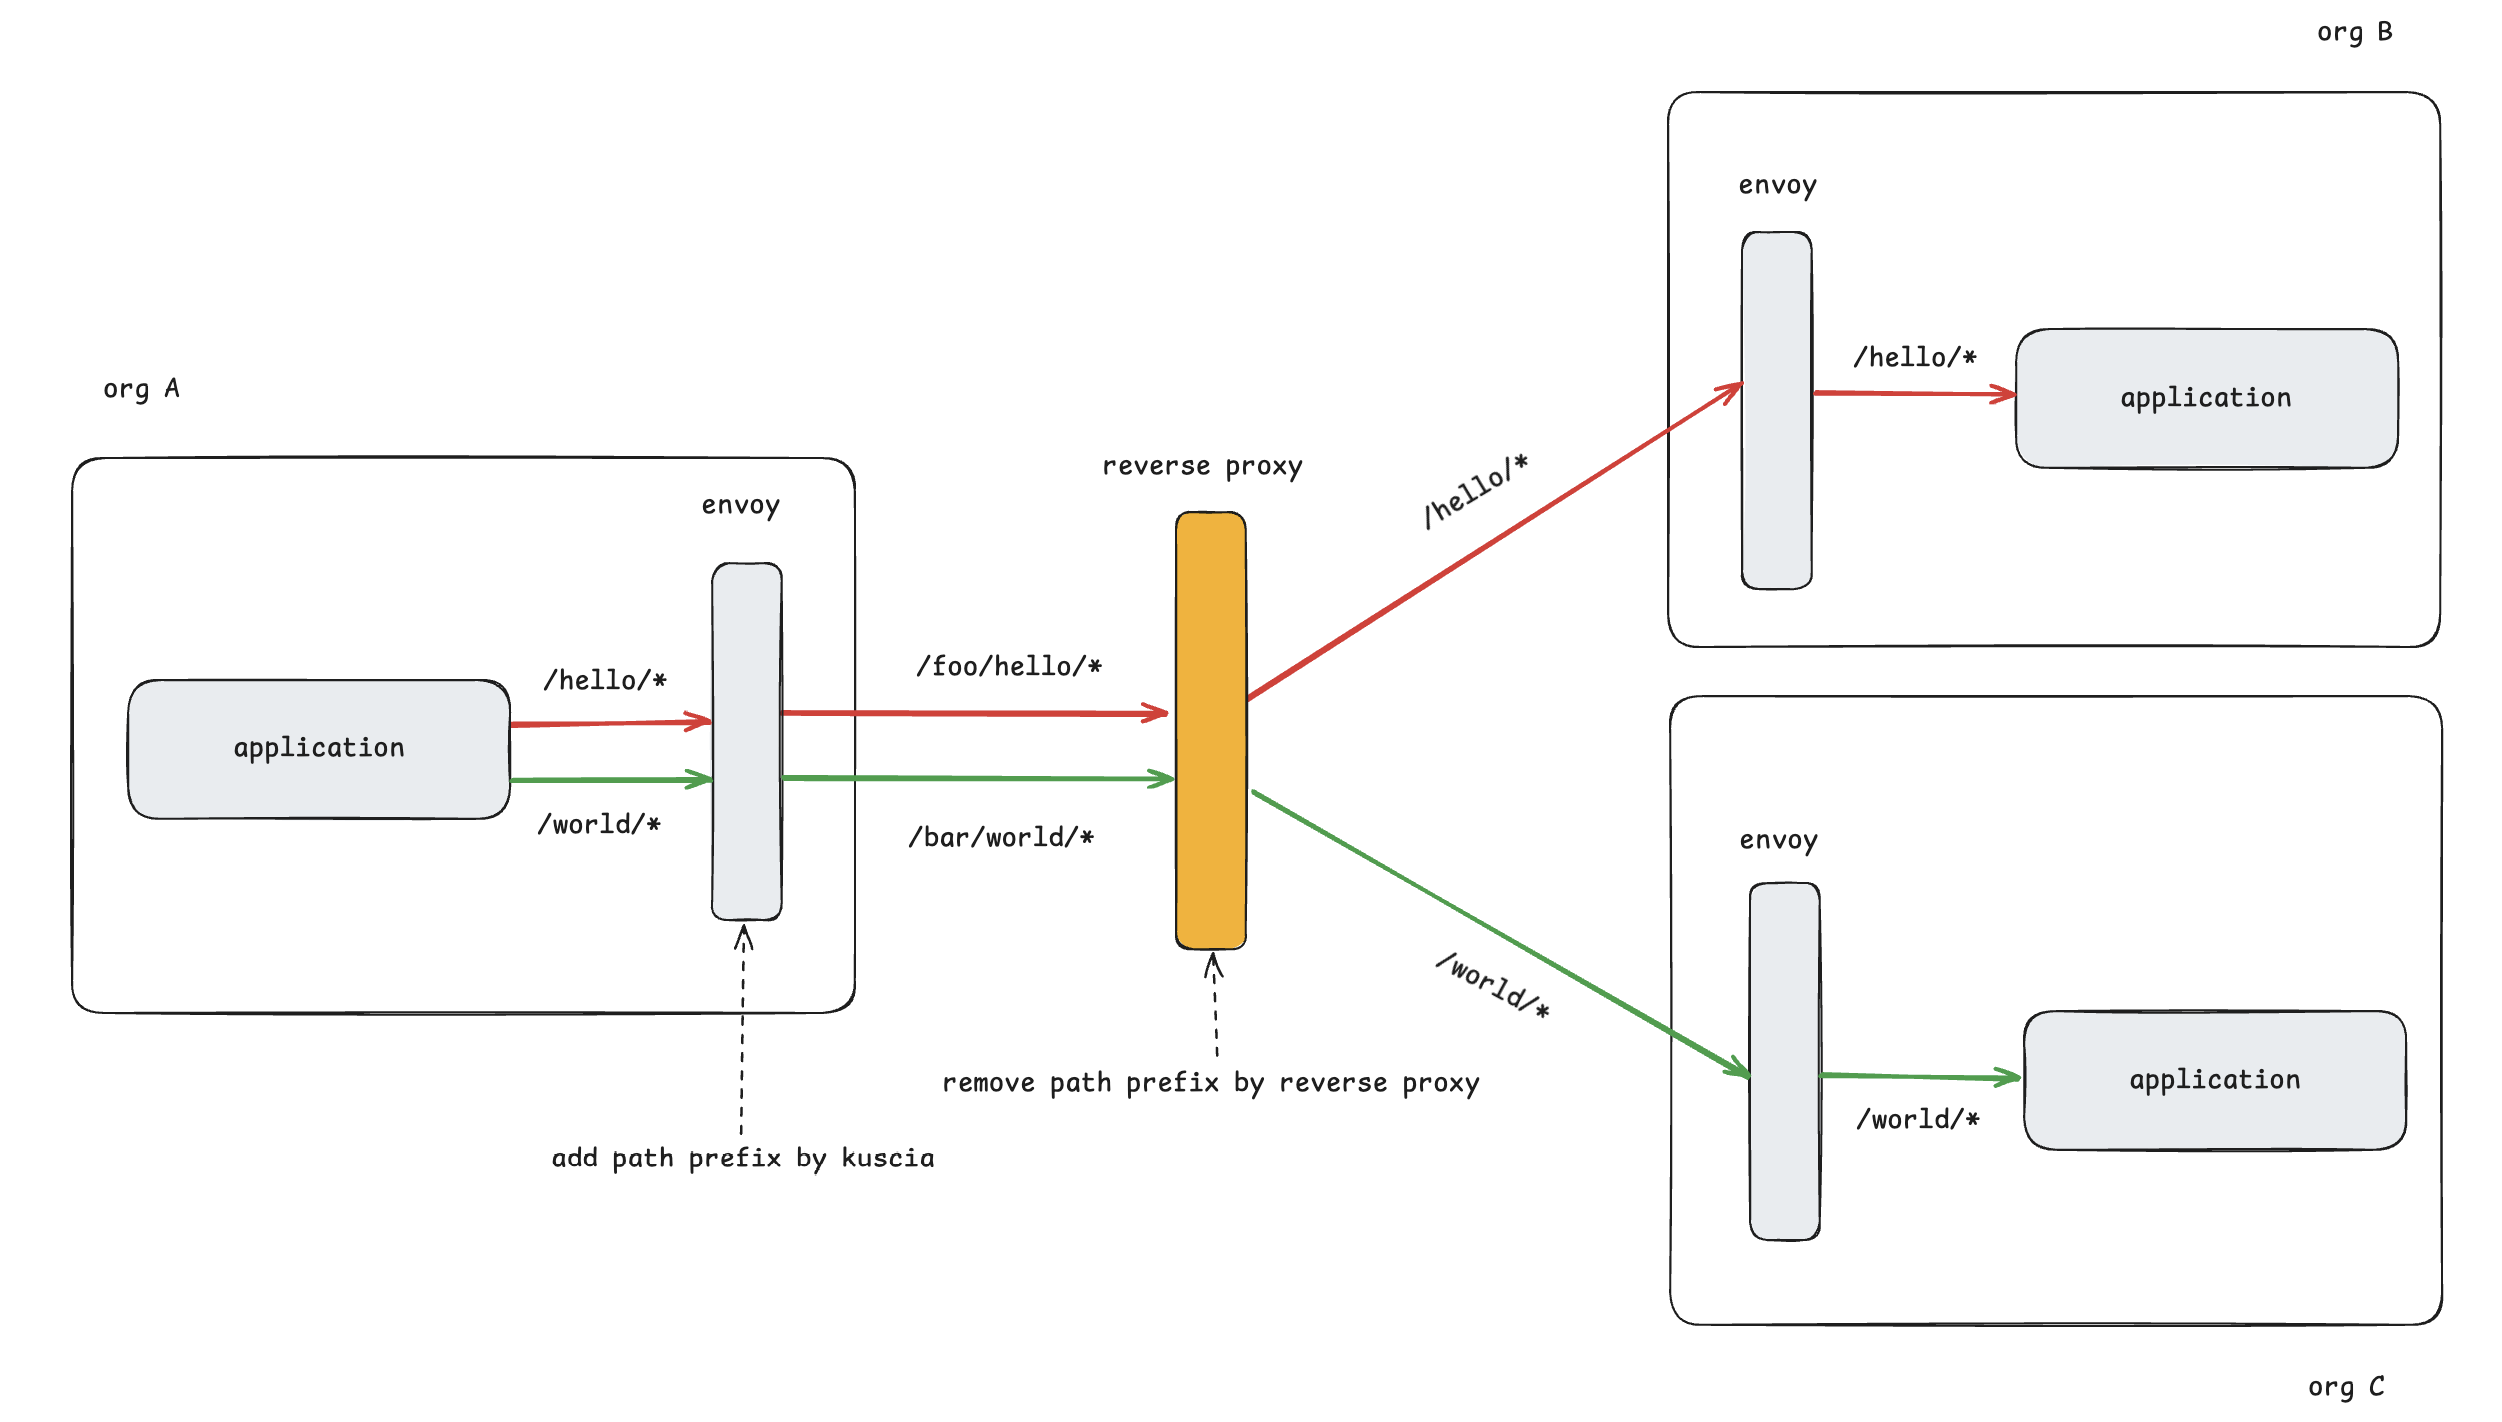 org B
envoy
/hello/*
application
org A
envoy
/hello/*
application
/world/*
/foo/hello/*
/bar/world/*
reverse proxy
/hello/*
/world/*
remove path prefix by reverse proxy
add path prefix by kuscia
envoy
application
/world/*
org C